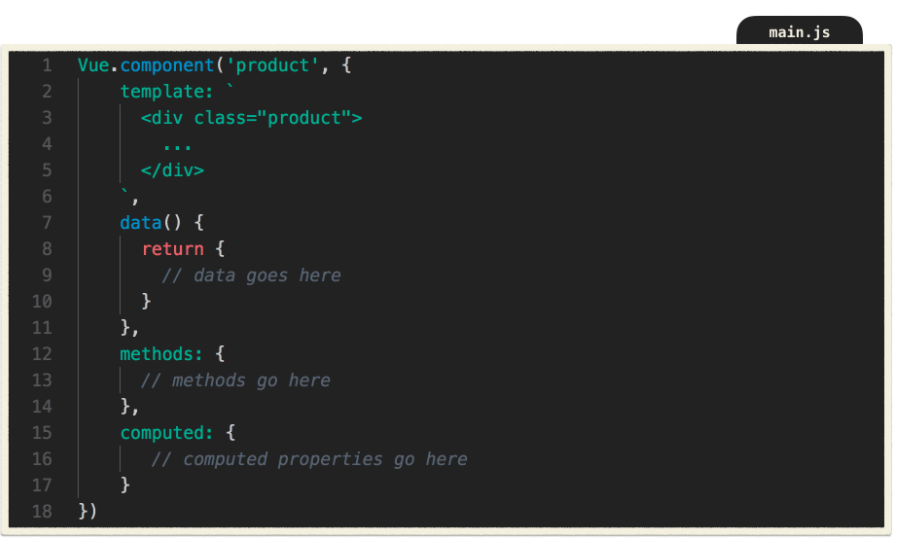 main.js
1 Vue.component('product', {
2 template: `
3 <div class="product">
4 ...
5 </div>
6 `,
7 data() {
8 return {
9 // data goes here
10 }
11 },
12 methods: {
13 // methods go here
14 },
15 computed: {
16 // computed properties go here
17 }
18 })